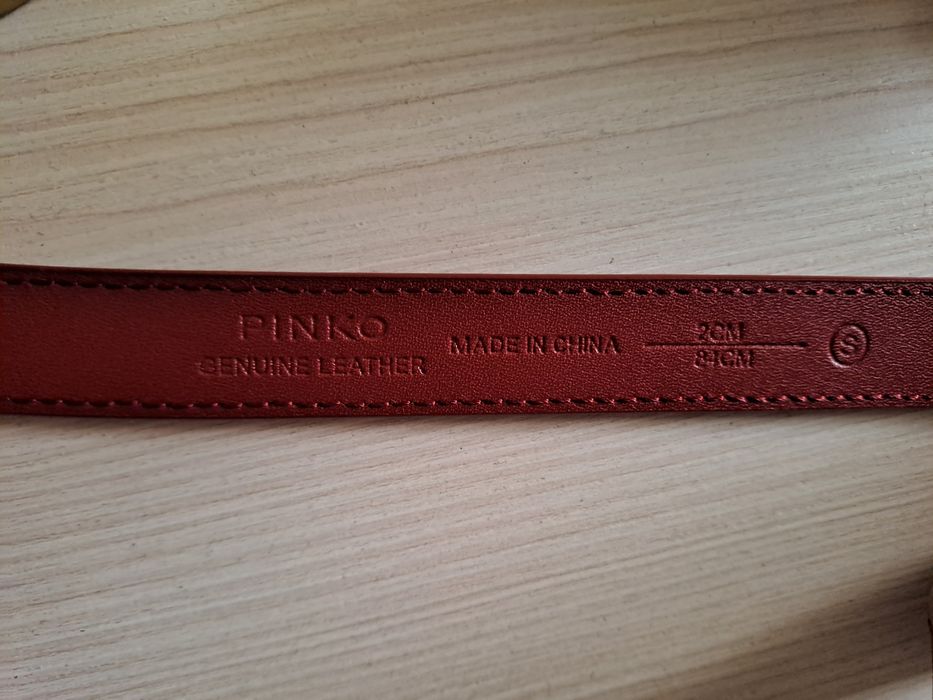 PINKO
GENUINE LEATHER
MADE IN CHINA
2CM
84CM
S